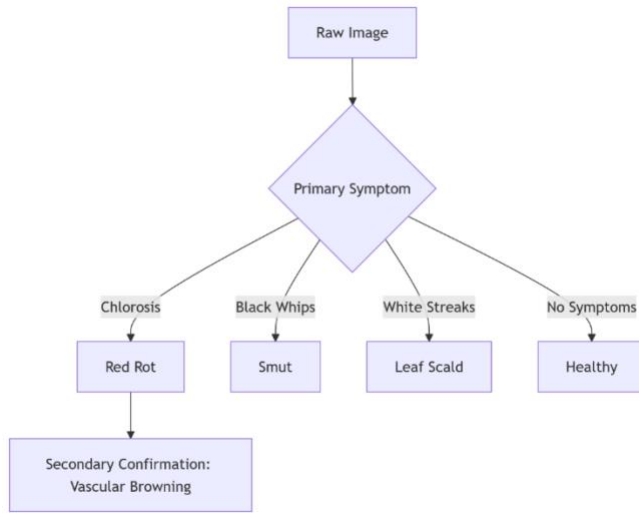 Raw Image
Primary Symptom
Chlorosis
Black Whips
White Streaks
No Symptoms
Red Rot
Smut
Leaf Scald
Healthy
Secondary Confirmation:
Vascular Browning